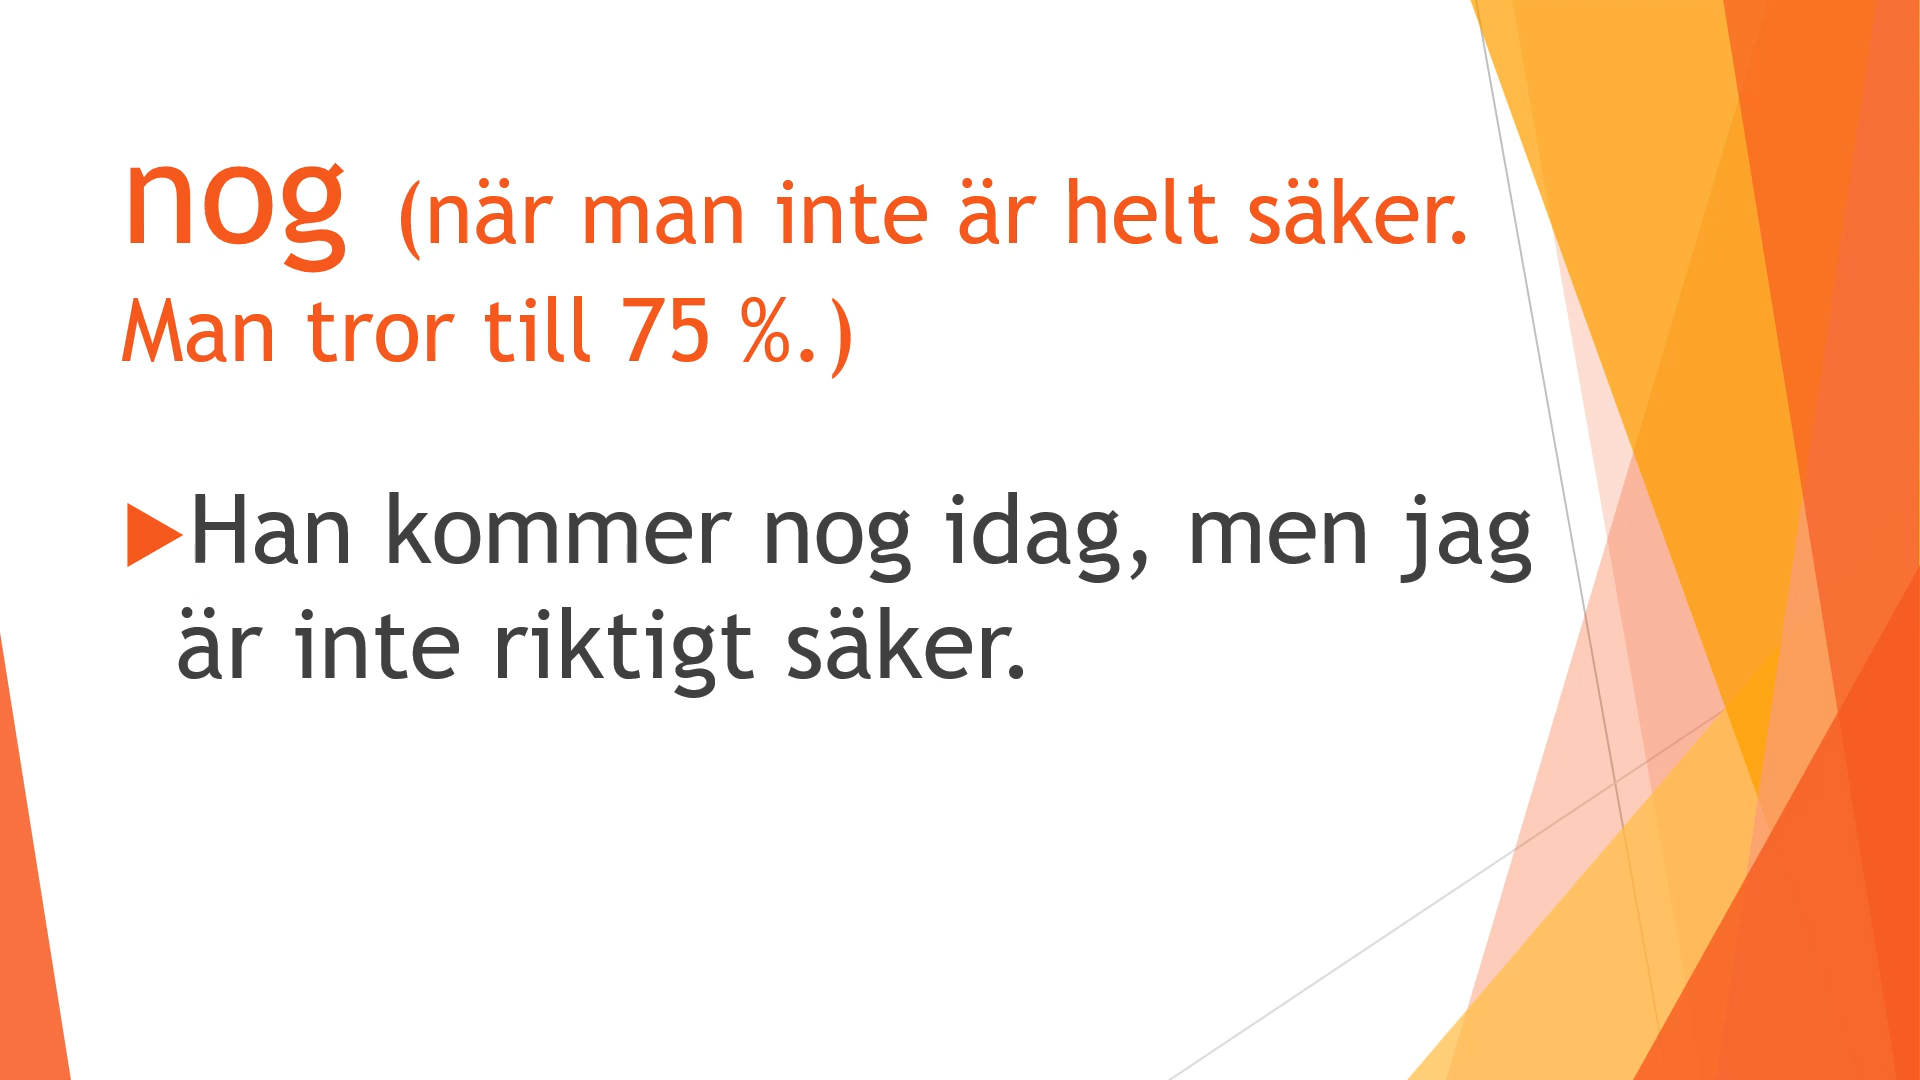 nog (när man inte är helt säker.
Man tror till 75 %.)
Han kommer nog idag, men jag
är inte riktigt säker.